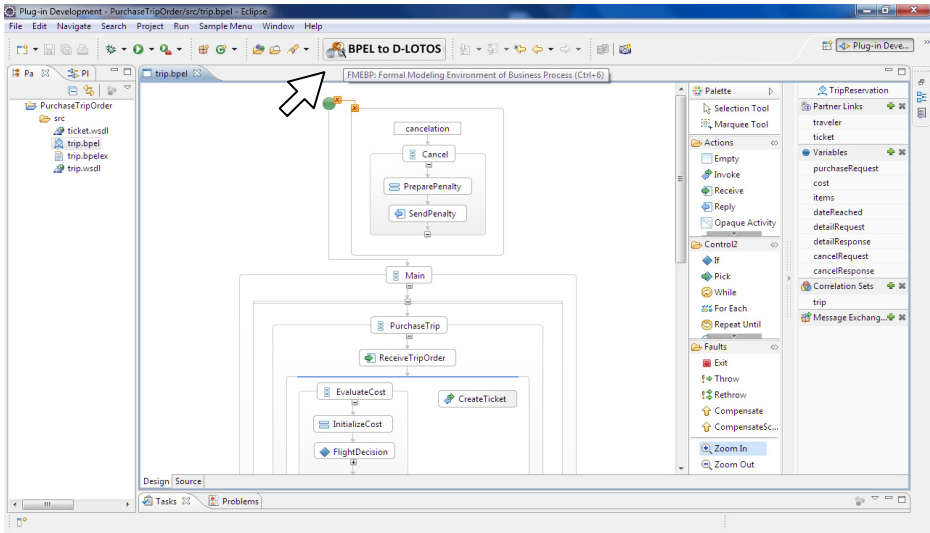 Plug-in Development - PurchaseTripOrder/src/trip.bpel - Eclipse
File Edit Navigate Search Project Run Sample Menu Window Help
BPEL to D-LOTOS
Plug-in Deve...
Pa
Pl
trip.bpel
FMEBP: Formal Modeling Environment of Business Process (Ctrl+6)
PurchaseTripOrder
src
ticket.wsdl
trip.bpel
trip.bpelex
trip.wsdl
cancelation
Cancel
PreparePenalty
SendPenalty
Main
PurchaseTrip
ReceiveTripOrder
EvaluateCost
CreateTicket
InitializeCost
FlightDecision
Design Source
Palette
Selection Tool
Marquee Tool
Actions
Empty
Invoke
Receive
Reply
Opaque Activity
Control2
If
Pick
While
For Each
Repeat Until
Faults
Exit
Throw
Rethrow
Compensate
CompensateSc...
Zoom In
Zoom Out
TripReservation
Partner Links
traveler
ticket
Variables
purchaseRequest
cost
items
dateReached
detailRequest
detailResponse
cancelRequest
cancelResponse
Correlation Sets
trip
Message Exchang...
Tasks
Problems